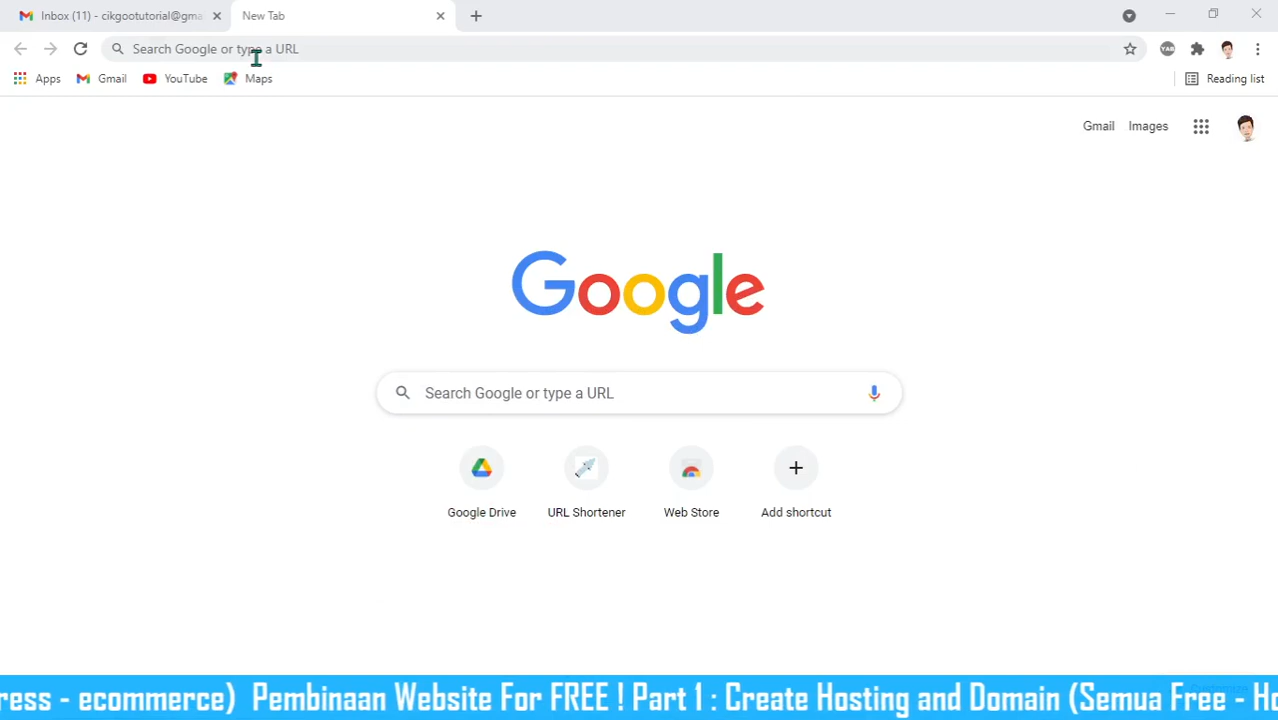 Inbox (11) - cikgootutorial@gma
New Tab
Search Google or type a URL
Apps
Gmail
YouTube
Maps
Reading list
Gmail
Images
Google
Search Google or type a URL
Google Drive
URL Shortener
Web Store
Add shortcut
ress - ecommerce) Pembinaan Website For FREE ! Part 1 : Create Hosting and Domain (Semua Free - Ho